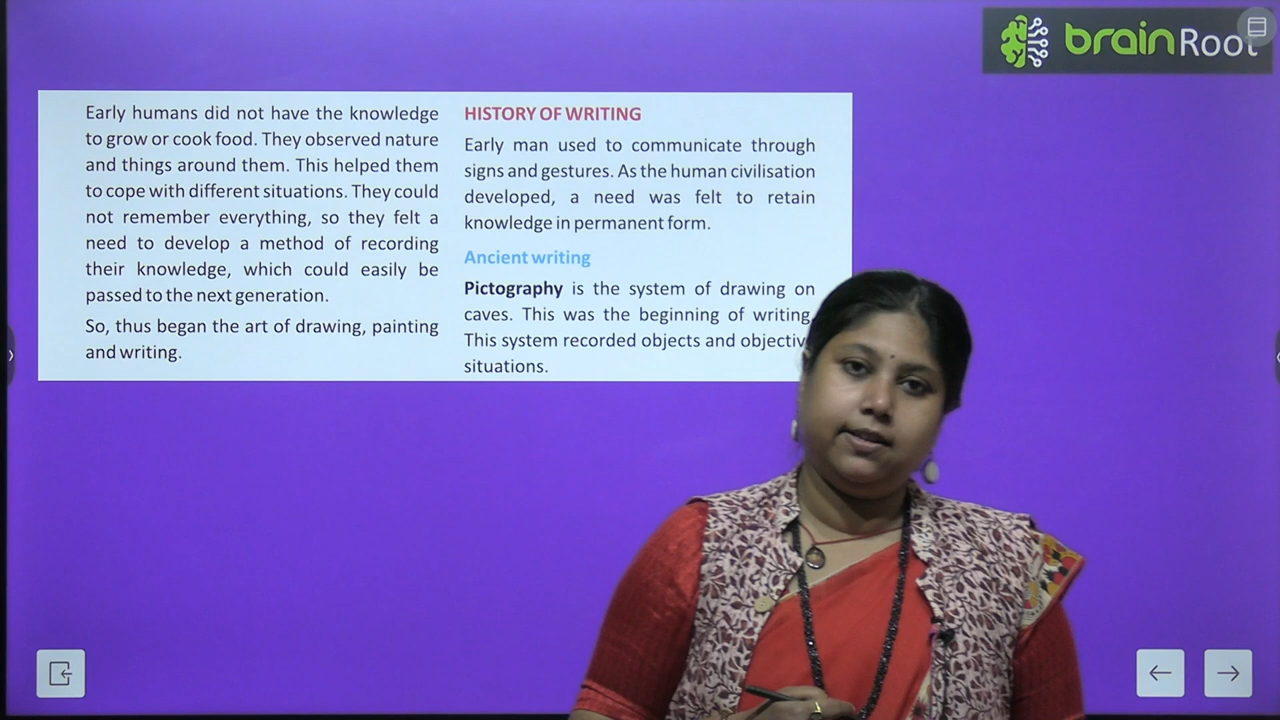 brainRoot
Early humans did not have the knowledge
to grow or cook food. They observed nature
and things around them. This helped them
to cope with different situations. They could
not remember everything, so they felt a
need to develop a method of recording
their knowledge, which could easily be
passed to the next generation.
So, thus began the art of drawing, painting
and writing.
HISTORY OF WRITING
Early man used to communicate through
signs and gestures. As the human civilisation
developed, a need was felt to retain
knowledge in permanent form.
Ancient writing
Pictography is the system of drawing on
caves. This was the beginning of writing.
This system recorded objects and objectiv
situations.